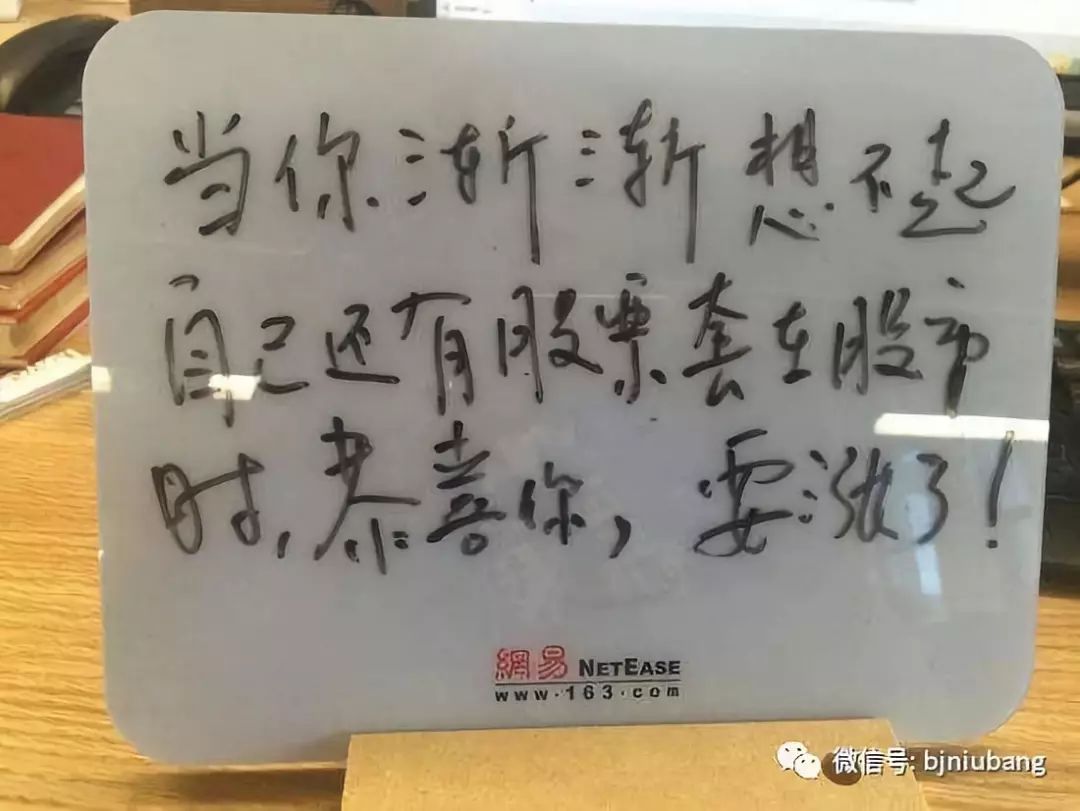 当你渐渐想不起
自己还有股票套在股市
时,恭喜你,要涨了!
網易 NETEASE
www.163.com
微信号: bjniubang